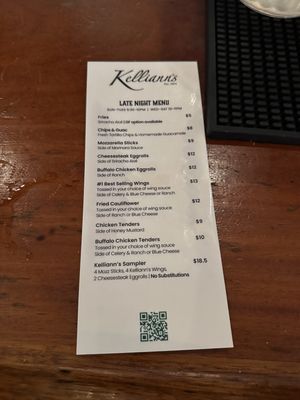 Kelliann's
LATE NIGHT MENU
Fries $6
Sriracha Aioli | GF option available
Chips & Guac $8
Fresh Tortilla Chips & Homemade Guacamole
Mozzarella Sticks $9
Side of Marinara Sauce
Cheesesteak Eggrolls $12
Side of Sriracha Aioli
Buffalo Chicken Eggrolls $12
Side of Ranch
#1 Best Selling Wings $13
Tossed in your choice of wing sauce
Side of Celery & Blue Cheese or Ranch
Fried Cauliflower $12
Tossed in your choice of wing sauce
Side of Ranch or Blue Cheese
Chicken Tenders $9
Side of Honey Mustard
Buffalo Chicken Tenders $10
Tossed in your choice of wing sauce
Side of Celery & Ranch or Blue Cheese
Kelliann's Sampler $18.5
4 Moz Sticks, 4 Kelliann's Wings,
2 Cheesesteak Eggrolls | No Substitutions